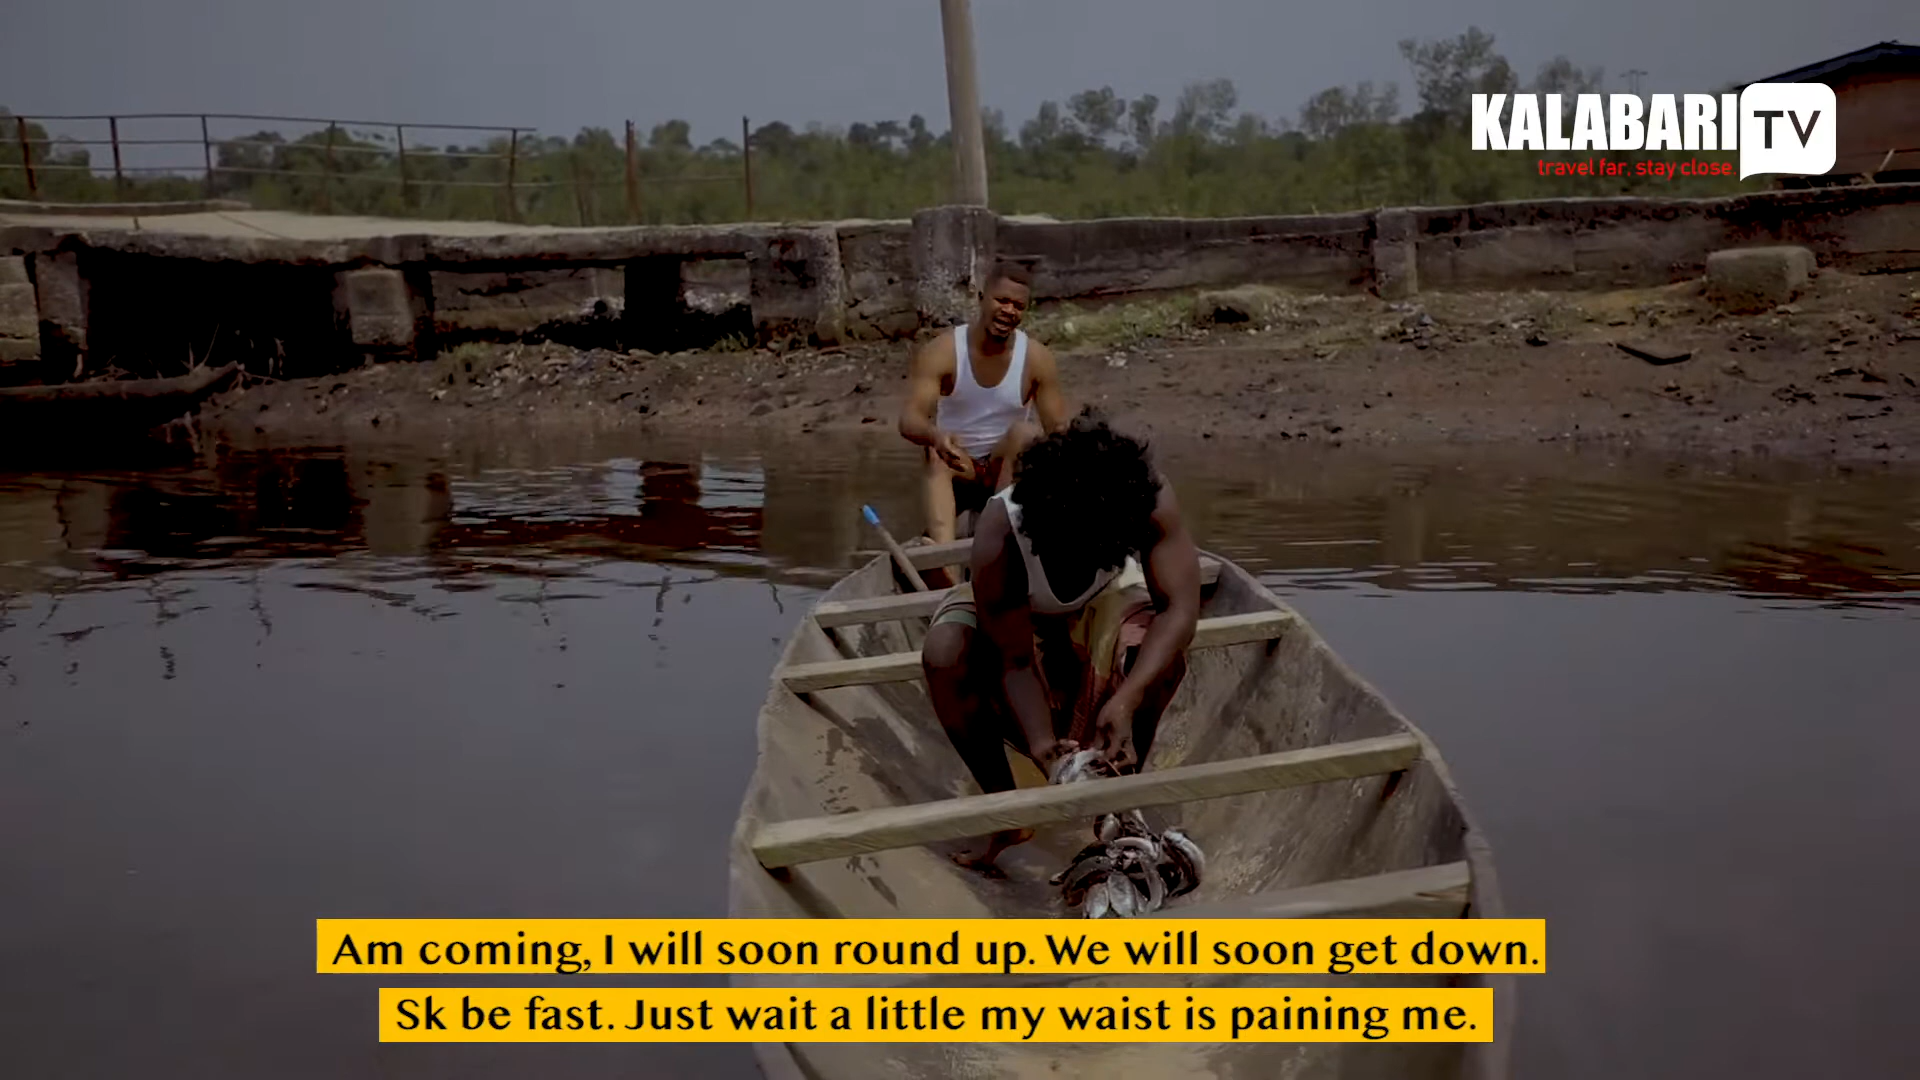 KALABARI TV
travel far. stay close.
Am coming, I will soon round up. We will soon get down.
Sk be fast. Just wait a little my waist is paining me.